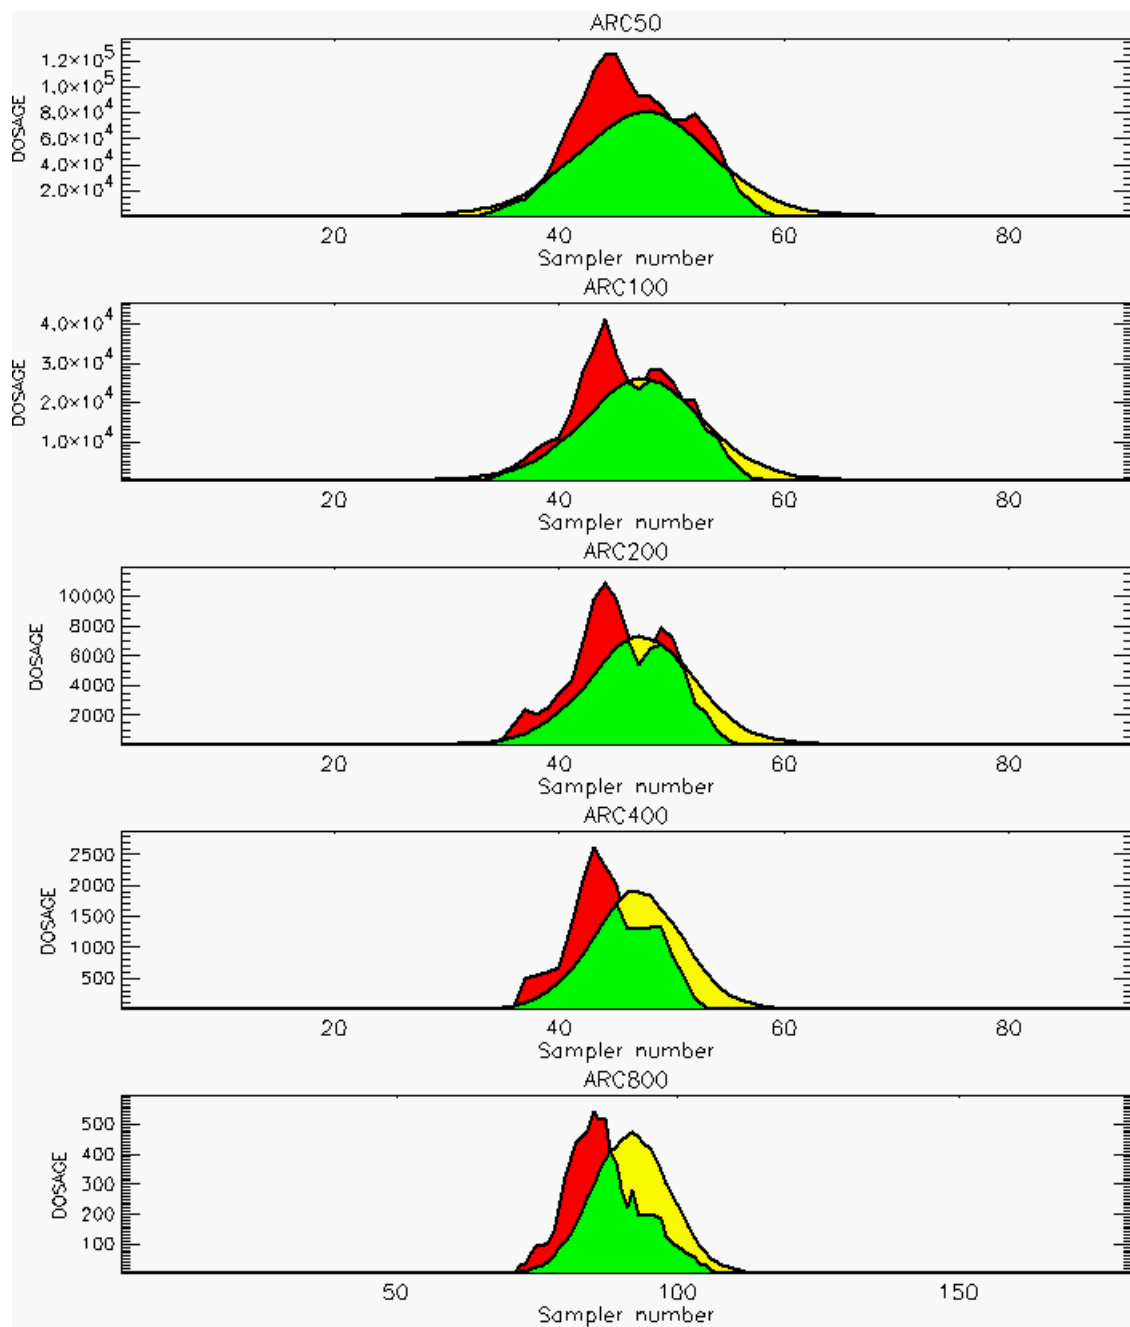 ARC50
1.2×10^5
1.0×10^5
8.0×10^4
6.0×10^4
4.0×10^4
2.0×10^4
DOSAGE
20 40 60 80
Sampler number
ARC100
4.0×10^4
3.0×10^4
2.0×10^4
1.0×10^4
DOSAGE
20 40 60 80
Sampler number
ARC200
10000
8000
6000
4000
2000
DOSAGE
20 40 60 80
Sampler number
ARC400
2500
2000
1500
1000
500
DOSAGE
20 40 60 80
Sampler number
ARC800
500
400
300
200
100
DOSAGE
50 100 150
Sampler number